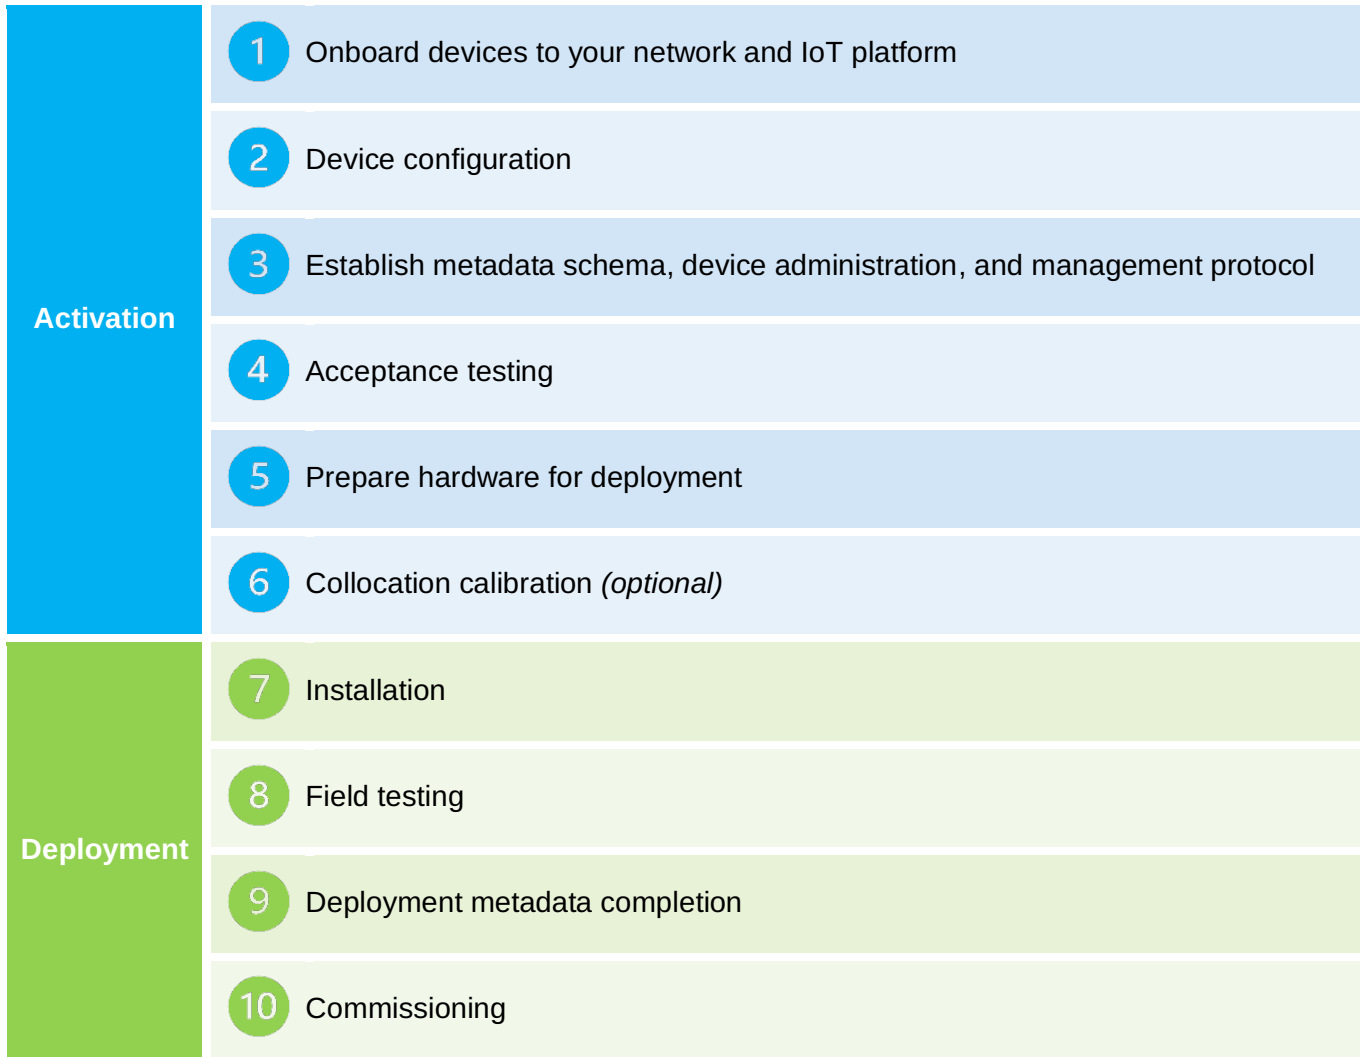 Activation
1 Onboard devices to your network and IoT platform
2 Device configuration
3 Establish metadata schema, device administration, and management protocol
4 Acceptance testing
5 Prepare hardware for deployment
6 Collocation calibration (optional)
Deployment
7 Installation
8 Field testing
9 Deployment metadata completion
10 Commissioning